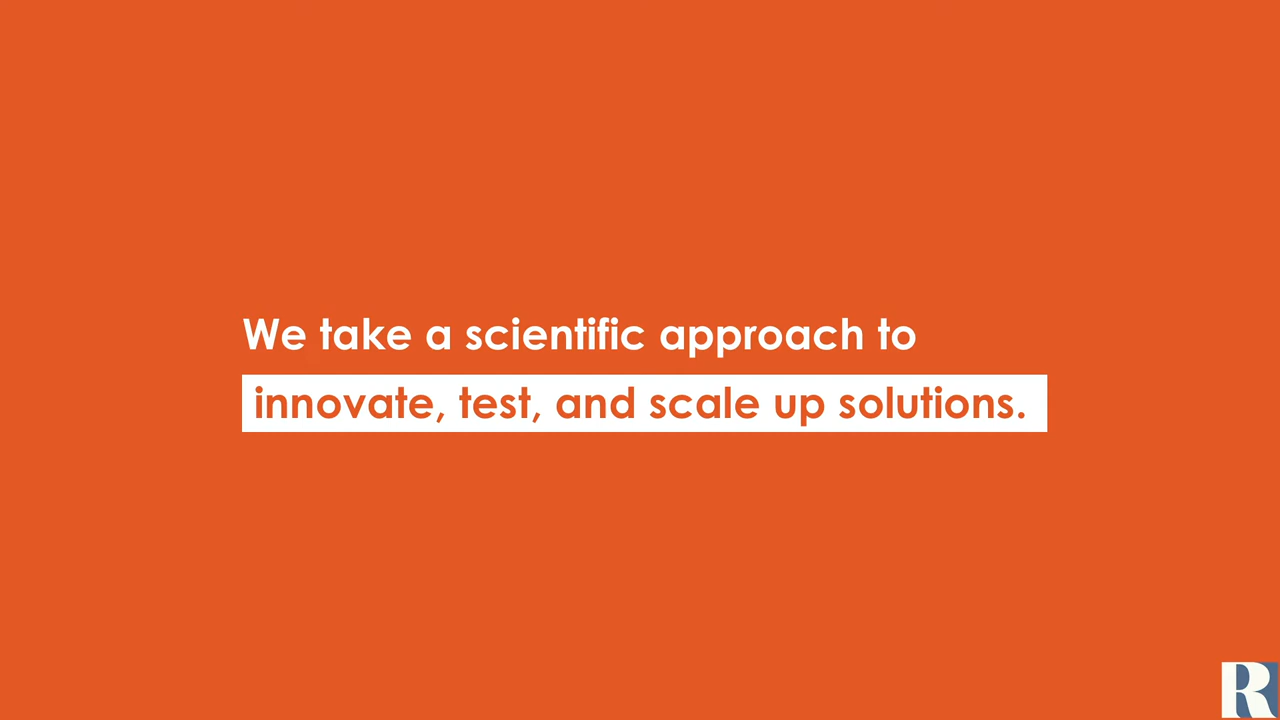 We take a scientific approach to
innovate, test, and scale up solutions.
R